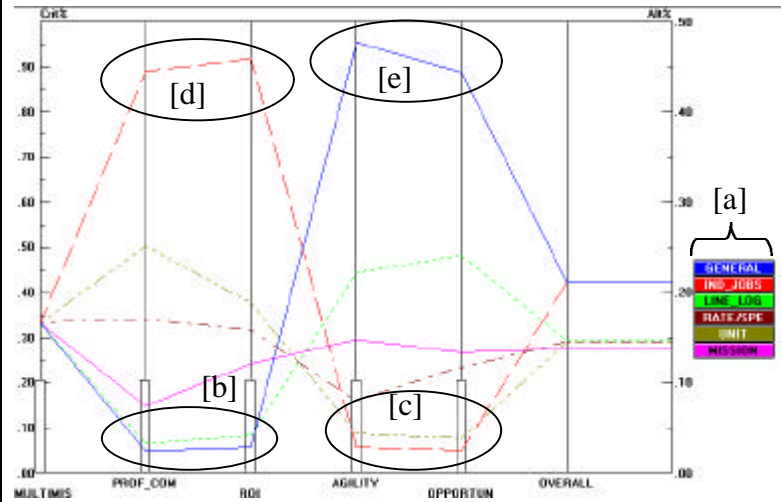 Crit% Alt%
.90
.80
.70
.60
.50
.40
.30
.20
.10
.00
.50
.40
.30
.20
.10
.00
[d]
[e]
[b]
[c]
[a]
GENERAL
IND_JOBS
LINE_LOG
RATE/SPE
UNIT
MISSION
MULTIMIS PROF_COM ROI AGILITY OPPORTUN OVERALL